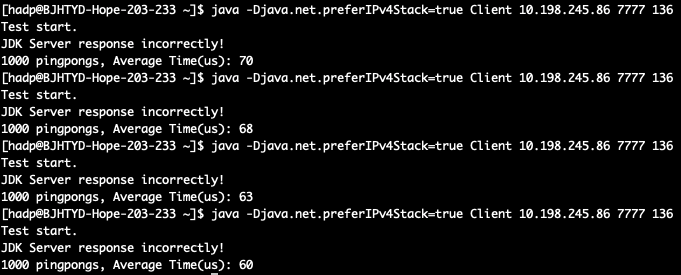 [hadp@BJHTYD-Hope-203-233 ~]$ java -Djava.net.preferIPv4Stack=true Client 10.198.245.86 7777 136
Test start.
JDK Server response incorrectly!
1000 pingpongs, Average Time(us): 70
[hadp@BJHTYD-Hope-203-233 ~]$ java -Djava.net.preferIPv4Stack=true Client 10.198.245.86 7777 136
Test start.
JDK Server response incorrectly!
1000 pingpongs, Average Time(us): 68
[hadp@BJHTYD-Hope-203-233 ~]$ java -Djava.net.preferIPv4Stack=true Client 10.198.245.86 7777 136
Test start.
JDK Server response incorrectly!
1000 pingpongs, Average Time(us): 63
[hadp@BJHTYD-Hope-203-233 ~]$ java -Djava.net.preferIPv4Stack=true Client 10.198.245.86 7777 136
Test start.
JDK Server response incorrectly!
1000 pingpongs, Average Time(us): 60